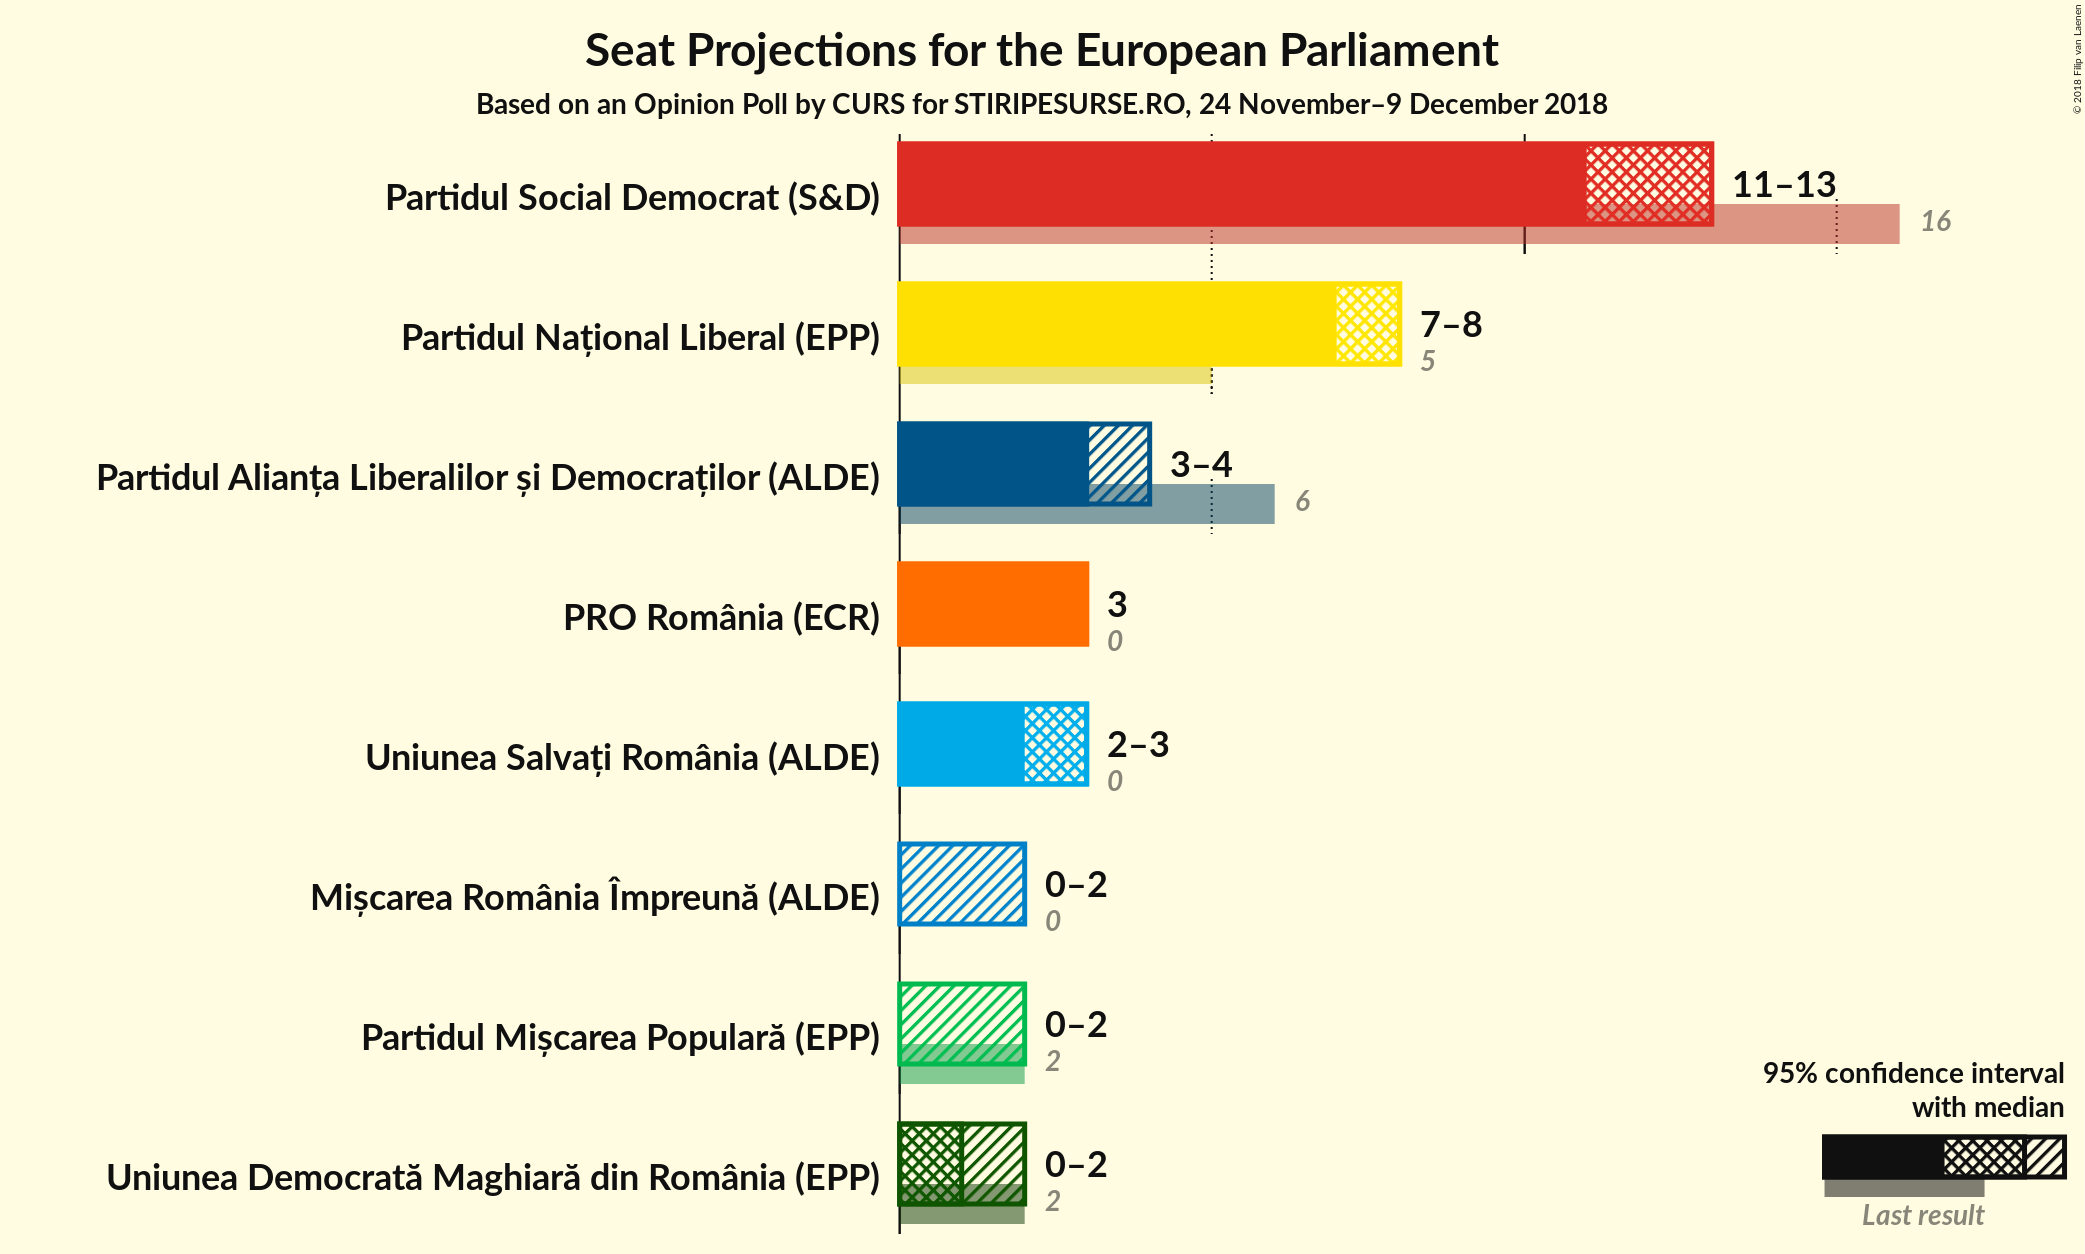 Seat Projections for the European Parliament
Based on an Opinion Poll by CURS for STIRIPESURSE.RO, 24 November–9 December 2018
© 2018 Filip van Laenen
Partidul Social Democrat (S&D)
11–13
16
Partidul Național Liberal (EPP)
7–8
5
Partidul Alianța Liberalilor și Democraților (ALDE)
3–4
6
PRO România (ECR)
3
0
Uniunea Salvați România (ALDE)
2–3
0
Mișcarea România Împreună (ALDE)
0–2
0
Partidul Mișcarea Populară (EPP)
0–2
2
Uniunea Democrată Maghiară din România (EPP)
0–2
2
95% confidence interval
with median
Last result